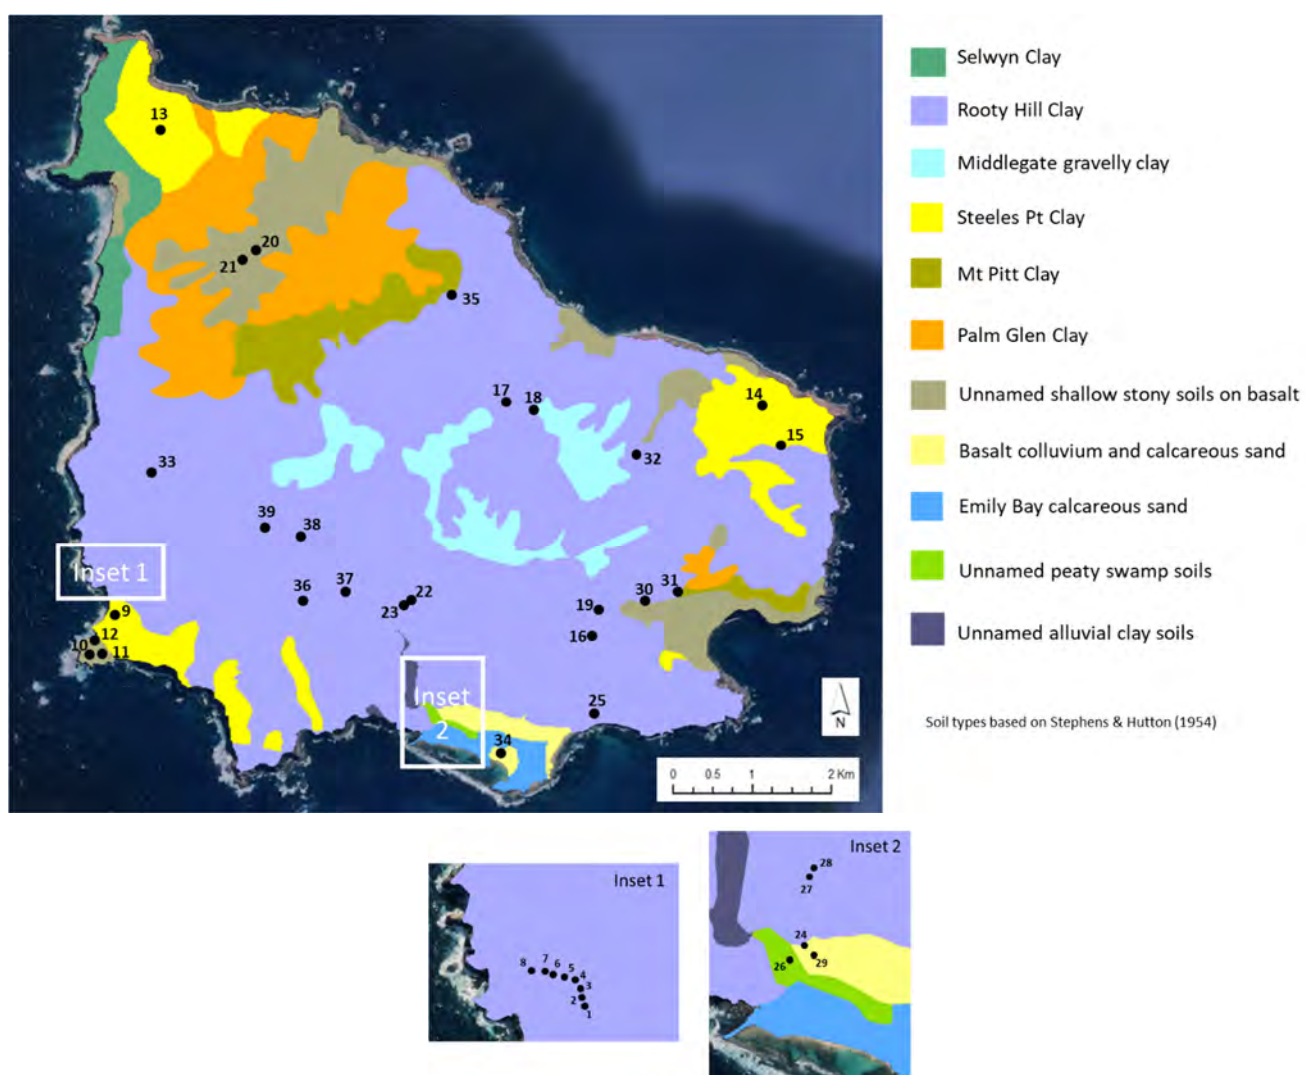 13
20
21
35
17
18
14
15
32
33
39
38
Inset 1
36
37
22
23
19
30
31
16
9
12
10
11
25
Inset
2
34
N
0 0.5 1 2 Km
Selwyn Clay
Rooty Hill Clay
Middlegate gravelly clay
Steeles Pt Clay
Mt Pitt Clay
Palm Glen Clay
Unnamed shallow stony soils on basalt
Basalt colluvium and calcareous sand
Emily Bay calcareous sand
Unnamed peaty swamp soils
Unnamed alluvial clay soils
Soil types based on Stephens & Hutton (1954)
Inset 1
8
7
6
5
4
3
2
1
Inset 2
28
27
24
26
29